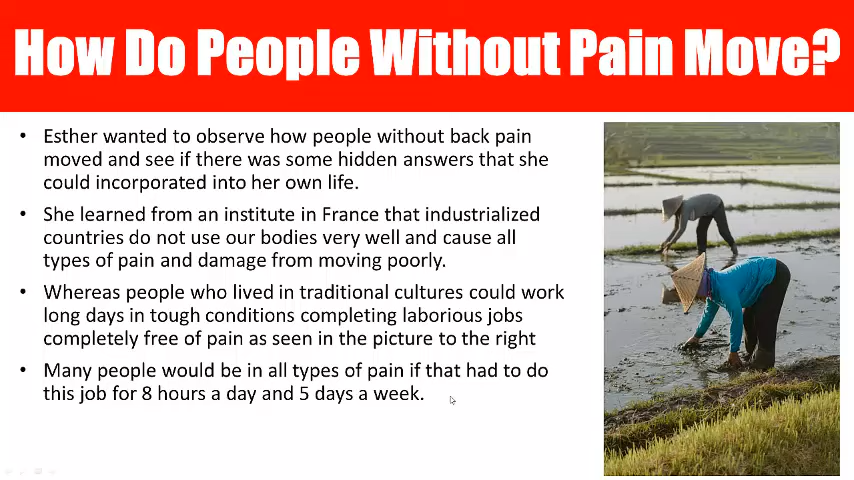 How Do People Without Pain Move?
• Esther wanted to observe how people without back pain
moved and see if there was some hidden answers that she
could incorporated into her own life.
• She learned from an institute in France that industrialized
countries do not use our bodies very well and cause all
types of pain and damage from moving poorly.
• Whereas people who lived in traditional cultures could work
long days in tough conditions completing laborious jobs
completely free of pain as seen in the picture to the right
• Many people would be in all types of pain if that had to do
this job for 8 hours a day and 5 days a week.